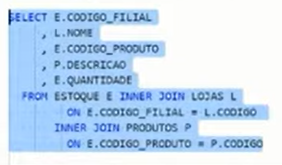 SELECT E.CODIGO_FILIAL
, L.NOME
, E.CODIGO_PRODUTO
, P.DESCRICAO
, E.QUANTIDADE
FROM ESTOQUE E INNER JOIN LOJAS L
ON E.CODIGO_FILIAL = L.CODIGO
INNER JOIN PRODUTOS P
ON E.CODIGO_PRODUTO = P.CODIGO